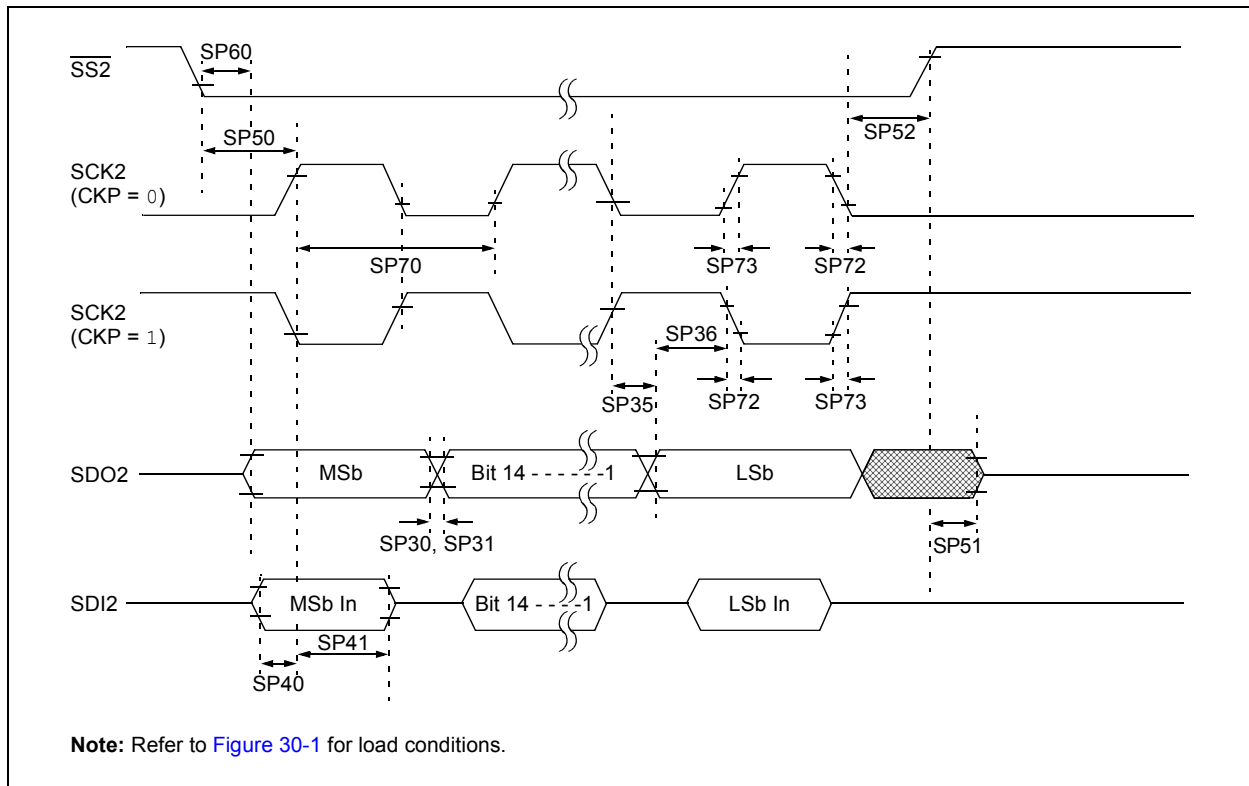 SP60
SS2
SP50
SP52
SCK2
(CKP = 0)
SP73
SP72
SP70
SCK2
(CKP = 1)
SP36
SP35
SP72
SP73
SDO2
MSb
Bit 14 - - - - - -1
LSb
SP30, SP31
SP51
SDI2
MSb In
Bit 14 - - - - -1
LSb In
SP41
SP40
Note: Refer to Figure 30-1 for load conditions.